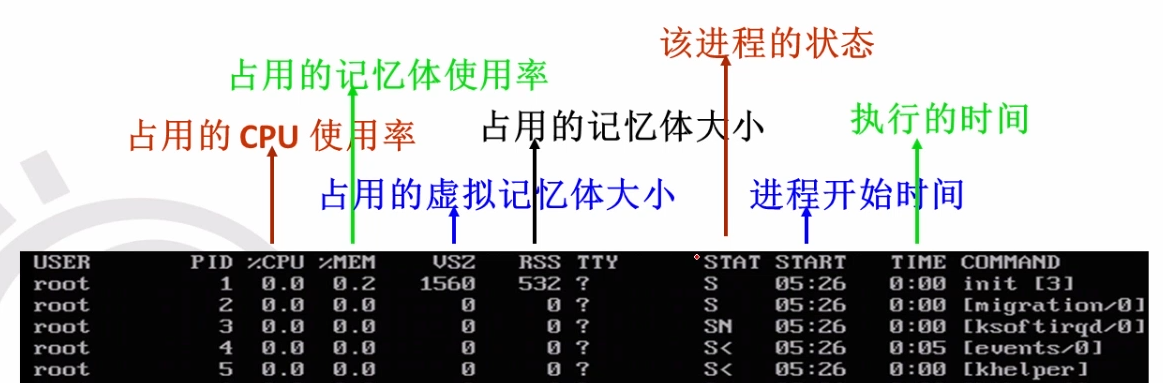 该进程的状态
占用的记忆体使用率
占用的 CPU 使用率
占用的记忆体大小
执行的时间
占用的虚拟记忆体大小
进程开始时间
USER PID %CPU %MEM VSZ RSS TTY STAT START TIME COMMAND
root 1 0.0 0.2 1560 532 ? S 05:26 0:00 init [3]
root 2 0.0 0.0 0 0 ? S 05:26 0:00 [migration/0]
root 3 0.0 0.0 0 0 ? SN 05:26 0:00 [ksoftirqd/0]
root 4 0.0 0.0 0 0 ? S< 05:26 0:05 [events/0]
root 5 0.0 0.0 0 0 ? S< 05:26 0:00 [khelper]